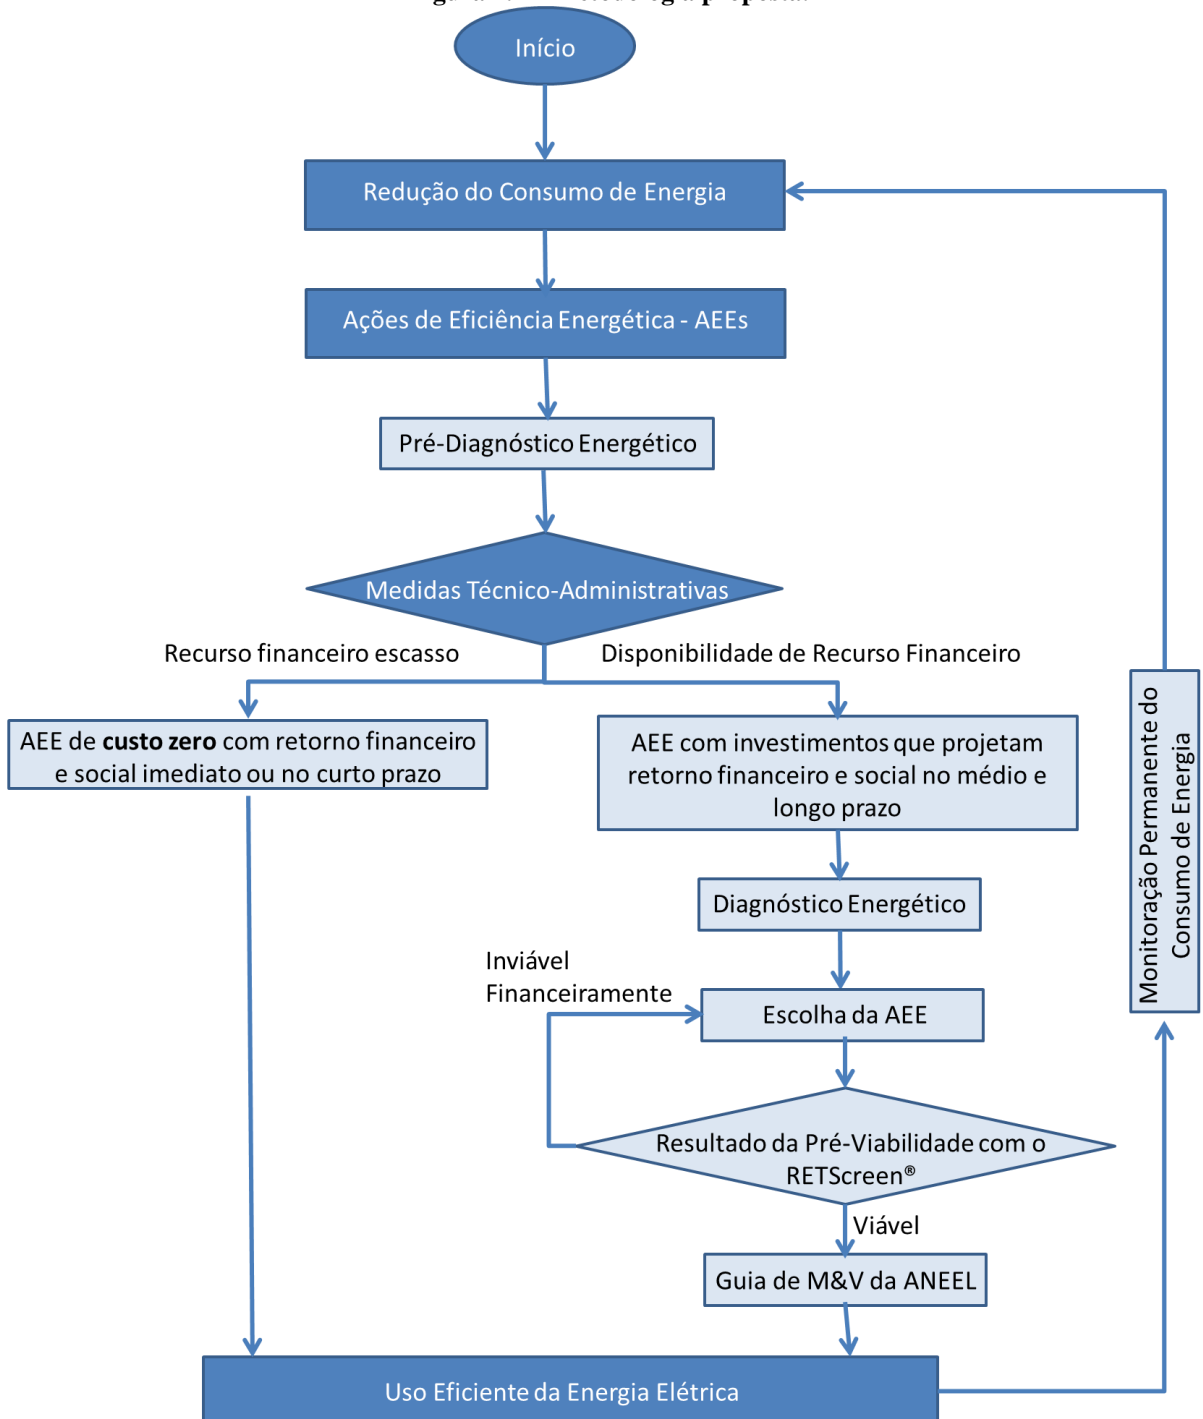 Início
Redução do Consumo de Energia
Ações de Eficiência Energética - AEEs
Pré-Diagnóstico Energético
Medidas Técnico-Administrativas
Recurso financeiro escasso
Disponibilidade de Recurso Financeiro
AEE de custo zero com retorno financeiro
e social imediato ou no curto prazo
AEE com investimentos que projetam
retorno financeiro e social no médio e
longo prazo
Monitoração Permanente do
Consumo de Energia
Diagnóstico Energético
Inviável
Financeiramente
Escolha da AEE
Resultado da Pré-Viabilidade com o
RETScreen®
Viável
Guia de M&V da ANEEL
Uso Eficiente da Energia Elétrica